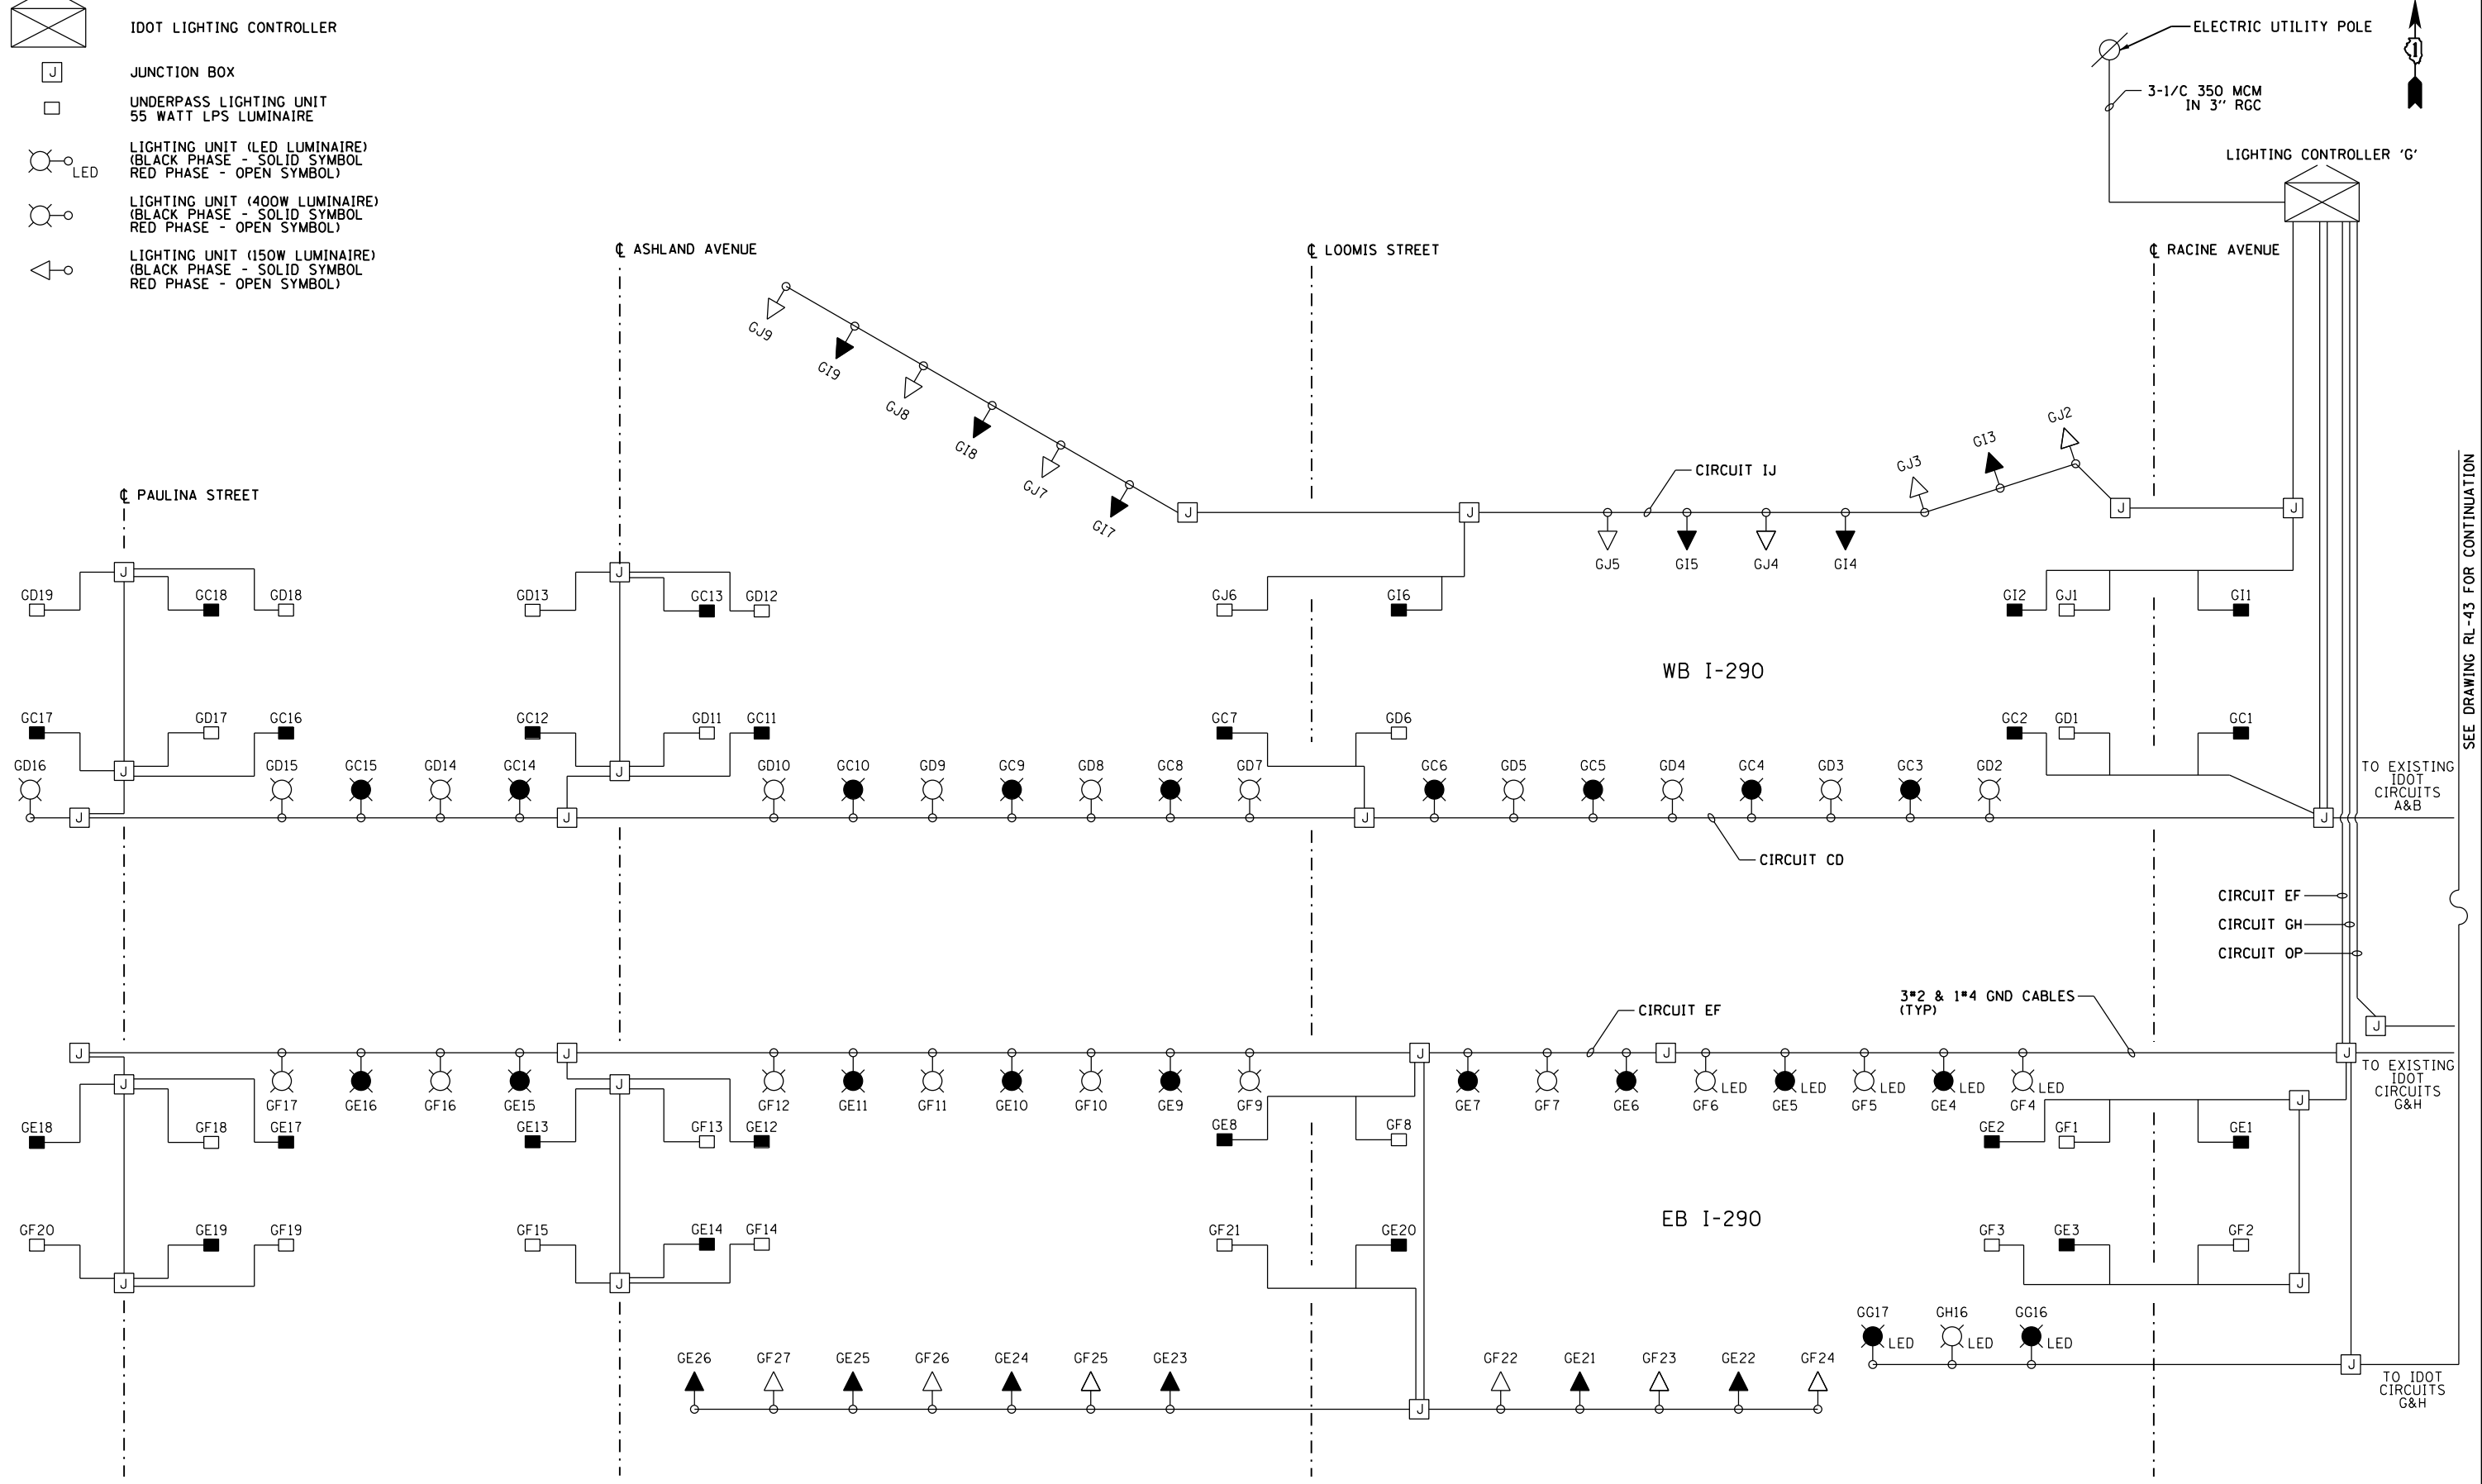 IDOT LIGHTING CONTROLLER
J
JUNCTION BOX
UNDERPASS LIGHTING UNIT
55 WATT LPS LUMINAIRE
LED
LIGHTING UNIT (LED LUMINAIRE)
(BLACK PHASE - SOLID SYMBOL
RED PHASE - OPEN SYMBOL)
LIGHTING UNIT (400W LUMINAIRE)
(BLACK PHASE - SOLID SYMBOL
RED PHASE - OPEN SYMBOL)
LIGHTING UNIT (150W LUMINAIRE)
(BLACK PHASE - SOLID SYMBOL
RED PHASE - OPEN SYMBOL)
ELECTRIC UTILITY POLE
1
3-1/C 350 MCM
IN 3'' RGC
LIGHTING CONTROLLER 'G'
℄ ASHLAND AVENUE
℄ LOOMIS STREET
℄ RACINE AVENUE
℄ PAULINA STREET
GJ9
GI9
GJ8
GI8
GJ7
GI7
J
J
CIRCUIT IJ
GJ5
GI5
GJ4
GI4
GJ3
GI3
GJ2
J
J
SEE DRAWING RL-43 FOR CONTINUATION
J
J
GD19
GC18
GD18
GD13
GC13
GD12
GJ6
GI6
GI2
GJ1
GI1
WB I-290
GC17
GD17
GC16
GC12
GD11
GC11
GC7
GD6
GC2
GD1
GC1
J
J
GD16
GD15
GC15
GD14
GC14
GD10
GC10
GD9
GC9
GD8
GC8
GD7
GC6
GD5
GC5
GD4
GC4
GD3
GC3
GD2
TO EXISTING
IDOT
CIRCUITS
A&B
J
J
J
J
CIRCUIT CD
CIRCUIT EF
CIRCUIT GH
CIRCUIT OP
3#2 & 1#4 GND CABLES
(TYP)
CIRCUIT EF
J
J
J
J
J
J
TO EXISTING
IDOT
CIRCUITS
G&H
J
J
J
GF17
GE16
GF16
GE15
GF12
GE11
GF11
GE10
GF10
GE9
GF9
GE7
GF7
GE6
GF6
LED
GE5
LED
GF5
LED
GE4
LED
GF4
LED
GE18
GF18
GE17
GE13
GF13
GE12
GE8
GF8
GE2
GF1
GE1
EB I-290
GF20
GE19
GF19
GF15
GE14
GF14
GF21
GE20
GF3
GE3
GF2
J
J
J
GG17
LED
GH16
LED
GG16
LED
J
GE26
GF27
GE25
GF26
GE24
GF25
GE23
GF22
GE21
GF23
GE22
GF24
J
TO IDOT
CIRCUITS
G&H